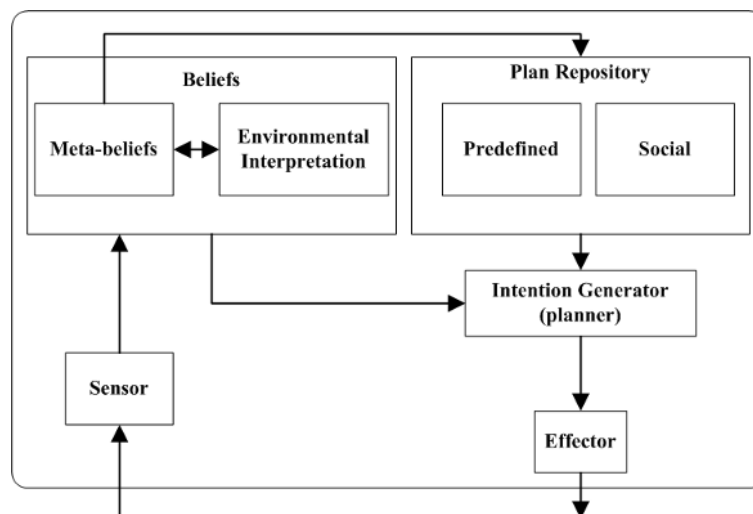 Beliefs
Plan Repository
Meta-beliefs
Environmental
Interpretation
Predefined
Social
Intention Generator
(planner)
Sensor
Effector